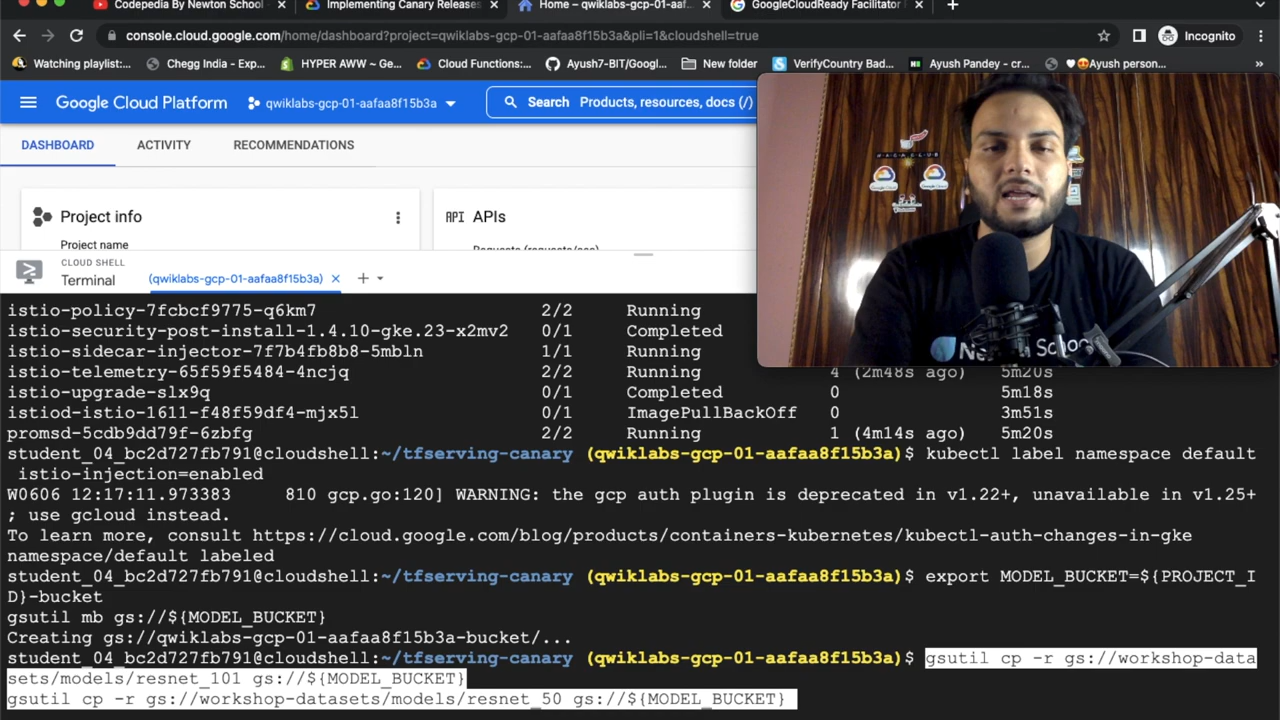 Codepedia By Newton School
Implementing Canary Releases
Home – qwiklabs-gcp-01-aaf...
GoogleCloudReady Facilitator
console.cloud.google.com/home/dashboard?project=qwiklabs-gcp-01-aafaa8f15b3a&pli=1&cloudshell=true
Incognito
Watching playlist:...
Chegg India - Exp...
HYPER AWW ~ Ge...
Cloud Functions:...
Ayush7-BIT/Googl...
New folder
VerifyCountry Bad...
Ayush Pandey - cr...
Ayush person...
Google Cloud Platform
qwiklabs-gcp-01-aafaa8f15b3a
Search Products, resources, docs (/)
DASHBOARD
ACTIVITY
RECOMMENDATIONS
Project info
API APIs
Project name
Requests (requests/sec)
CLOUD SHELL
Terminal
(qwiklabs-gcp-01-aafaa8f15b3a)
istio-policy-7fcbcf9775-q6km7 2/2 Running
istio-security-post-install-1.4.10-gke.23-x2mv2 0/1 Completed
istio-sidecar-injector-7f7b4fb8b8-5mbln 1/1 Running
istio-telemetry-65f59f5484-4ncjq 2/2 Running 4 (2m48s ago) 5m20s
istio-upgrade-slx9q 0/1 Completed 0 5m18s
istiod-istio-1611-f48f59df4-mjx5l 0/1 ImagePullBackOff 0 3m51s
promsd-5cdb9dd79f-6zbfg 2/2 Running 1 (4m14s ago) 5m20s
student_04_bc2d727fb791@cloudshell:~/tfserving-canary (qwiklabs-gcp-01-aafaa8f15b3a)$ kubectl label namespace default
istio-injection=enabled
W0606 12:17:11.973383 810 gcp.go:120] WARNING: the gcp auth plugin is deprecated in v1.22+, unavailable in v1.25+
; use gcloud instead.
To learn more, consult https://cloud.google.com/blog/products/containers-kubernetes/kubectl-auth-changes-in-gke
namespace/default labeled
student_04_bc2d727fb791@cloudshell:~/tfserving-canary (qwiklabs-gcp-01-aafaa8f15b3a)$ export MODEL_BUCKET=${PROJECT_I
D}-bucket
gsutil mb gs://${MODEL_BUCKET}
Creating gs://qwiklabs-gcp-01-aafaa8f15b3a-bucket/...
student_04_bc2d727fb791@cloudshell:~/tfserving-canary (qwiklabs-gcp-01-aafaa8f15b3a)$ gsutil cp -r gs://workshop-data
sets/models/resnet_101 gs://${MODEL_BUCKET}
gsutil cp -r gs://workshop-datasets/models/resnet_50 gs://${MODEL_BUCKET}